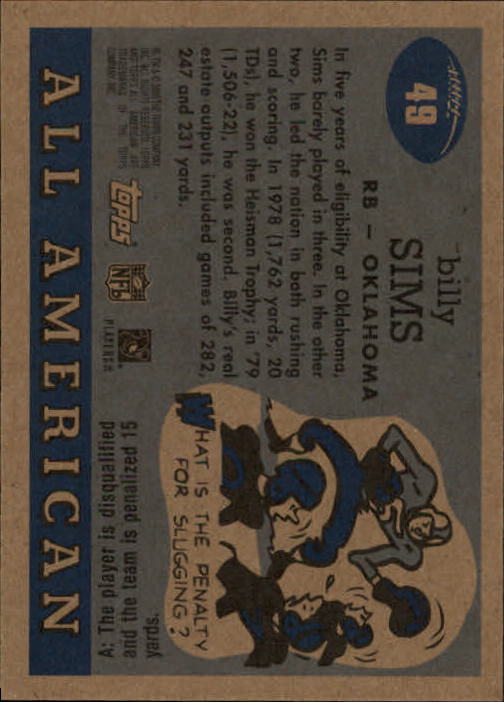 49
billy
SIMS
RB – OKLAHOMA
In five years of eligibility at Oklahoma,
Sims barely played in three. In the other
two, he led the nation in both rushing
and scoring. In 1978 (1,762 yards, 20
TDs), he won the Heisman Trophy; in '79
(1,506-22), he was second. Billy's real
estate outputs included games of 282,
247 and 231 yards.
WHAT IS THE PENALTY
FOR SLUGGING?
A: The player is disqualified
and the team is penalized 15
yards.
topps
NFL
PLAYERS
ALL AMERICAN